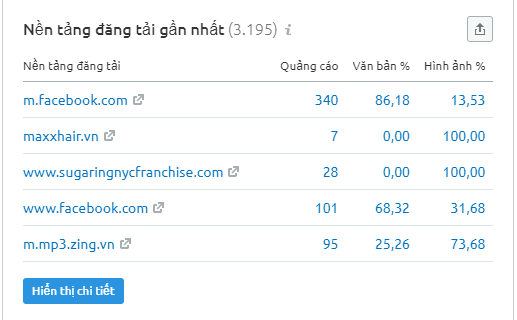 Nền tảng đăng tải gần nhất (3.195) i
Nền tảng đăng tải Quảng cáo Văn bản % Hình ảnh %
m.facebook.com 340 86,18 13,53
maxxhair.vn 7 0,00 100,00
www.sugaringnycfranchise.com 28 0,00 100,00
www.facebook.com 101 68,32 31,68
m.mp3.zing.vn 95 25,26 73,68
Hiển thị chi tiết